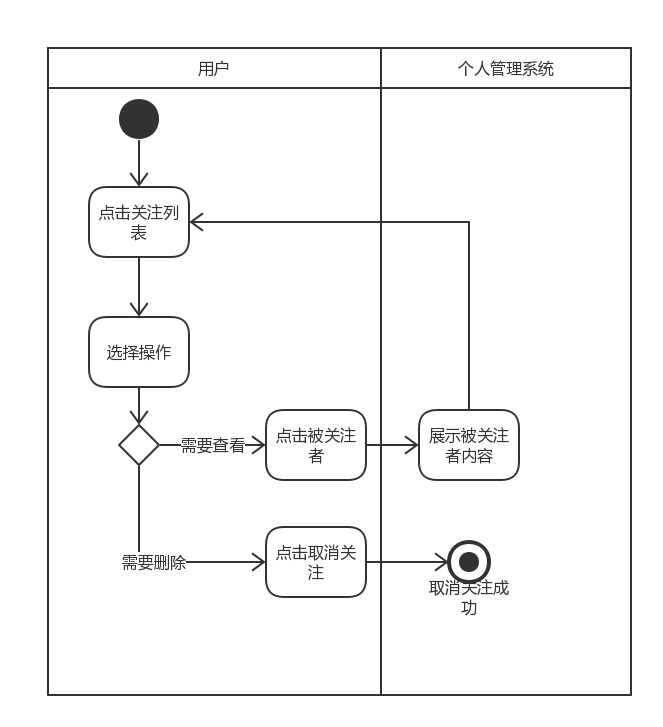 用户
个人管理系统
点击关注列
表
选择操作
需要查看
点击被关注
者
展示被关注
者内容
需要删除
点击取消关
注
取消关注成
功